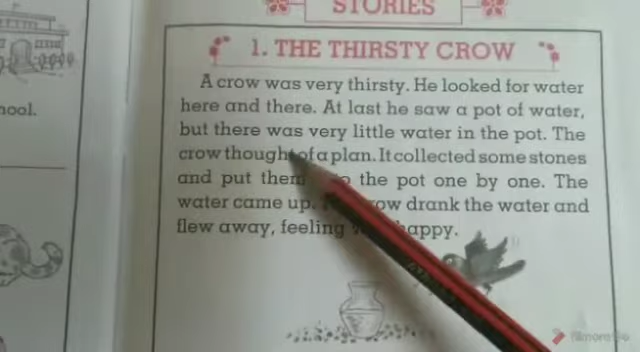 STORIES
1. THE THIRSTY CROW
A crow was very thirsty. He looked for water
here and there. At last he saw a pot of water,
but there was very little water in the pot. The
crow thought of a plan. It collected some stones
and put them the pot one by one. The
water came up. drank the water and
flew away, feeling